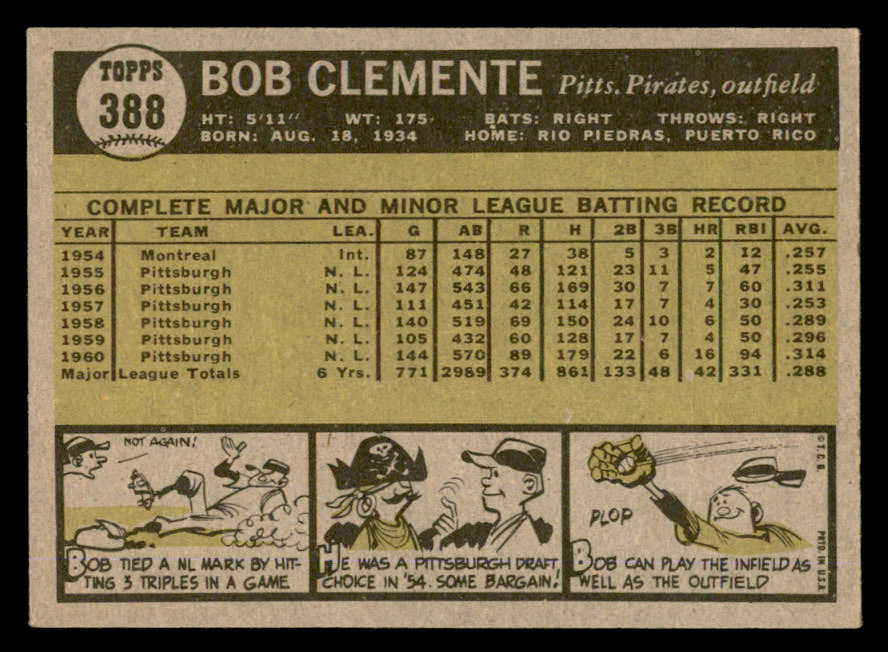 TOPPS
388
BOB CLEMENTE Pitts. Pirates, outfield
HT: 5'11" WT: 175 BATS: RIGHT THROWS: RIGHT
BORN: AUG. 18, 1934 HOME: RIO PIEDRAS, PUERTO RICO
COMPLETE MAJOR AND MINOR LEAGUE BATTING RECORD
YEAR TEAM LEA. G AB R H 2B 3B HR RBI AVG.
1954 Montreal Int. 87 148 27 38 5 3 2 12 .257
1955 Pittsburgh N. L. 124 474 48 121 23 11 5 47 .255
1956 Pittsburgh N. L. 147 543 66 169 30 7 7 60 .311
1957 Pittsburgh N. L. 111 451 42 114 17 7 4 30 .253
1958 Pittsburgh N. L. 140 519 69 150 24 10 6 50 .289
1959 Pittsburgh N. L. 105 432 60 128 17 7 4 50 .296
1960 Pittsburgh N. L. 144 570 89 179 22 6 16 94 .314
Major League Totals 6 Yrs. 771 2989 374 861 133 48 42 331 .288
NOT AGAIN!
BOB TIED A NL MARK BY HIT-
TING 3 TRIPLES IN A GAME
HE WAS A PITTSBURGH DRAFT
CHOICE IN '54. SOME BARGAIN!
PLOP
BOB CAN PLAY THE INFIELD AS
WELL AS THE OUTFIELD
© T. C. G. PRTD. IN U.S.A.